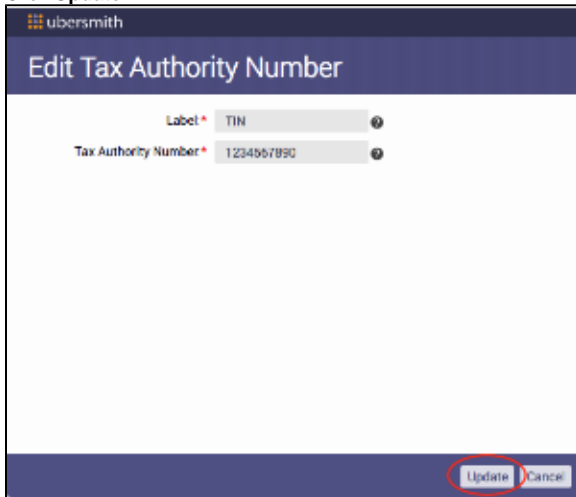 ubersmith
Edit Tax Authority Number
Label*
TIN
Tax Authority Number*
1234567890
Update
Cancel